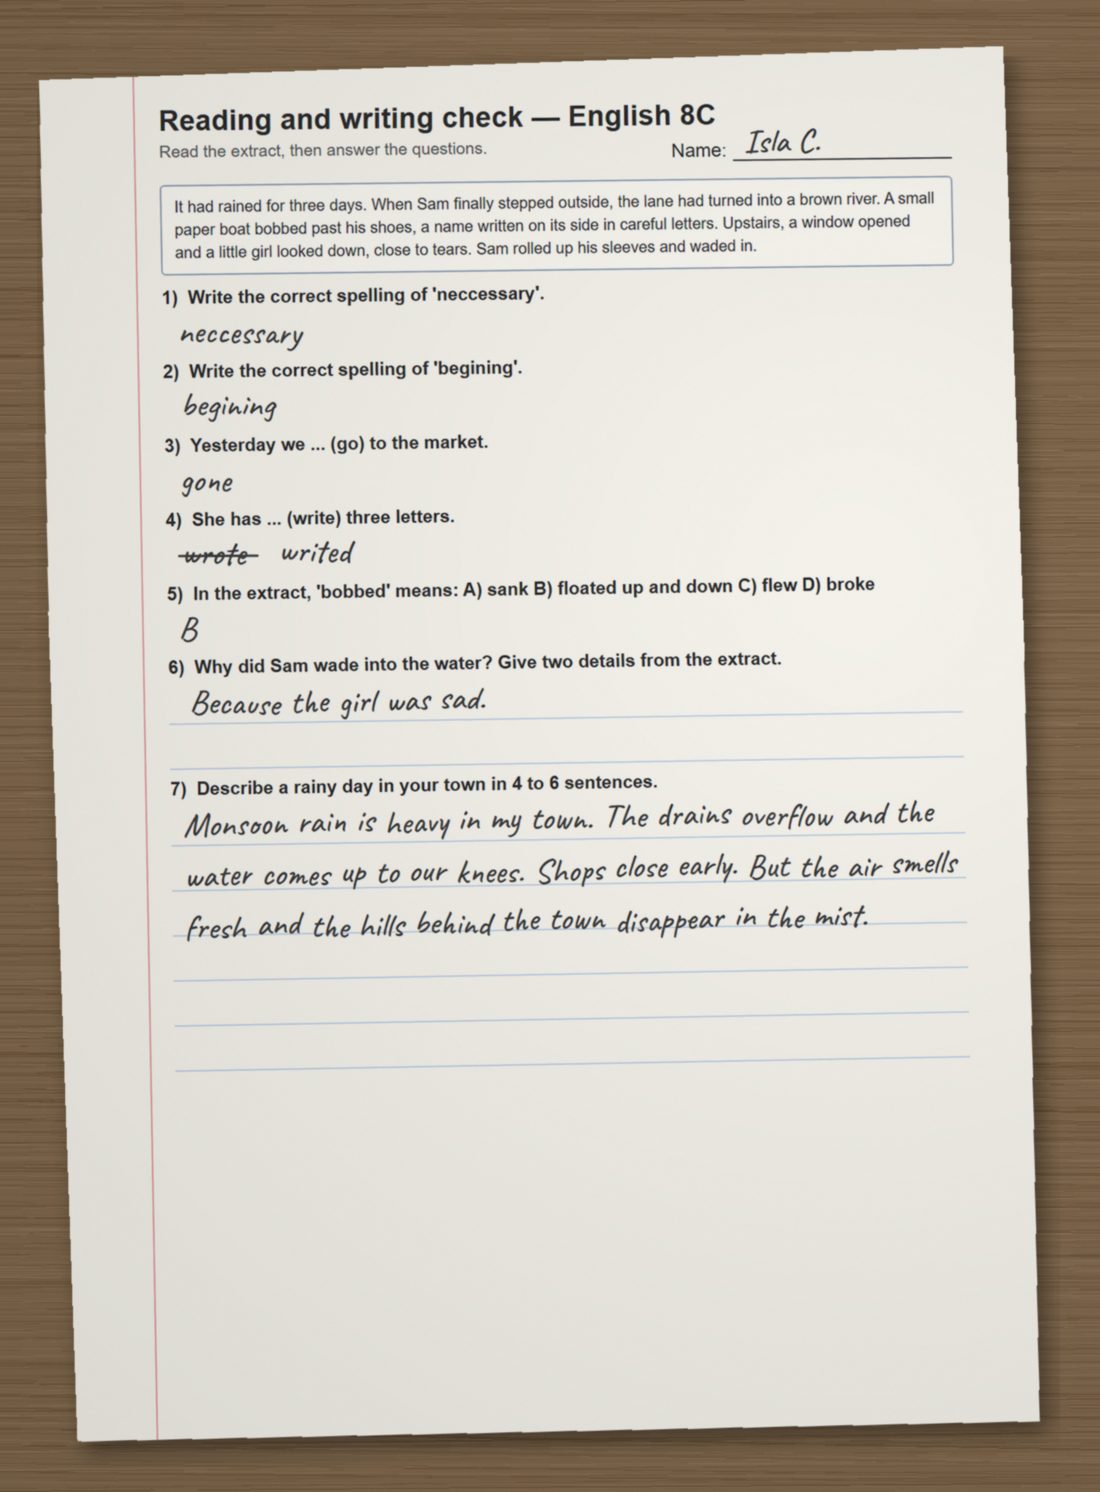 Reading and writing check — English 8C
Read the extract, then answer the questions.
Name: Isla C.
It had rained for three days. When Sam finally stepped outside, the lane had turned into a brown river. A small
paper boat bobbed past his shoes, a name written on its side in careful letters. Upstairs, a window opened
and a little girl looked down, close to tears. Sam rolled up his sleeves and waded in.
1) Write the correct spelling of 'neccessary'.
neccessary
2) Write the correct spelling of 'begining'.
begining
3) Yesterday we ... (go) to the market.
gone
4) She has ... (write) three letters.
wrote writed
5) In the extract, 'bobbed' means: A) sank B) floated up and down C) flew D) broke
B
6) Why did Sam wade into the water? Give two details from the extract.
Because the girl was sad.
7) Describe a rainy day in your town in 4 to 6 sentences.
Monsoon rain is heavy in my town. The drains overflow and the
water comes up to our knees. Shops close early. But the air smells
fresh and the hills behind the town disappear in the mist.